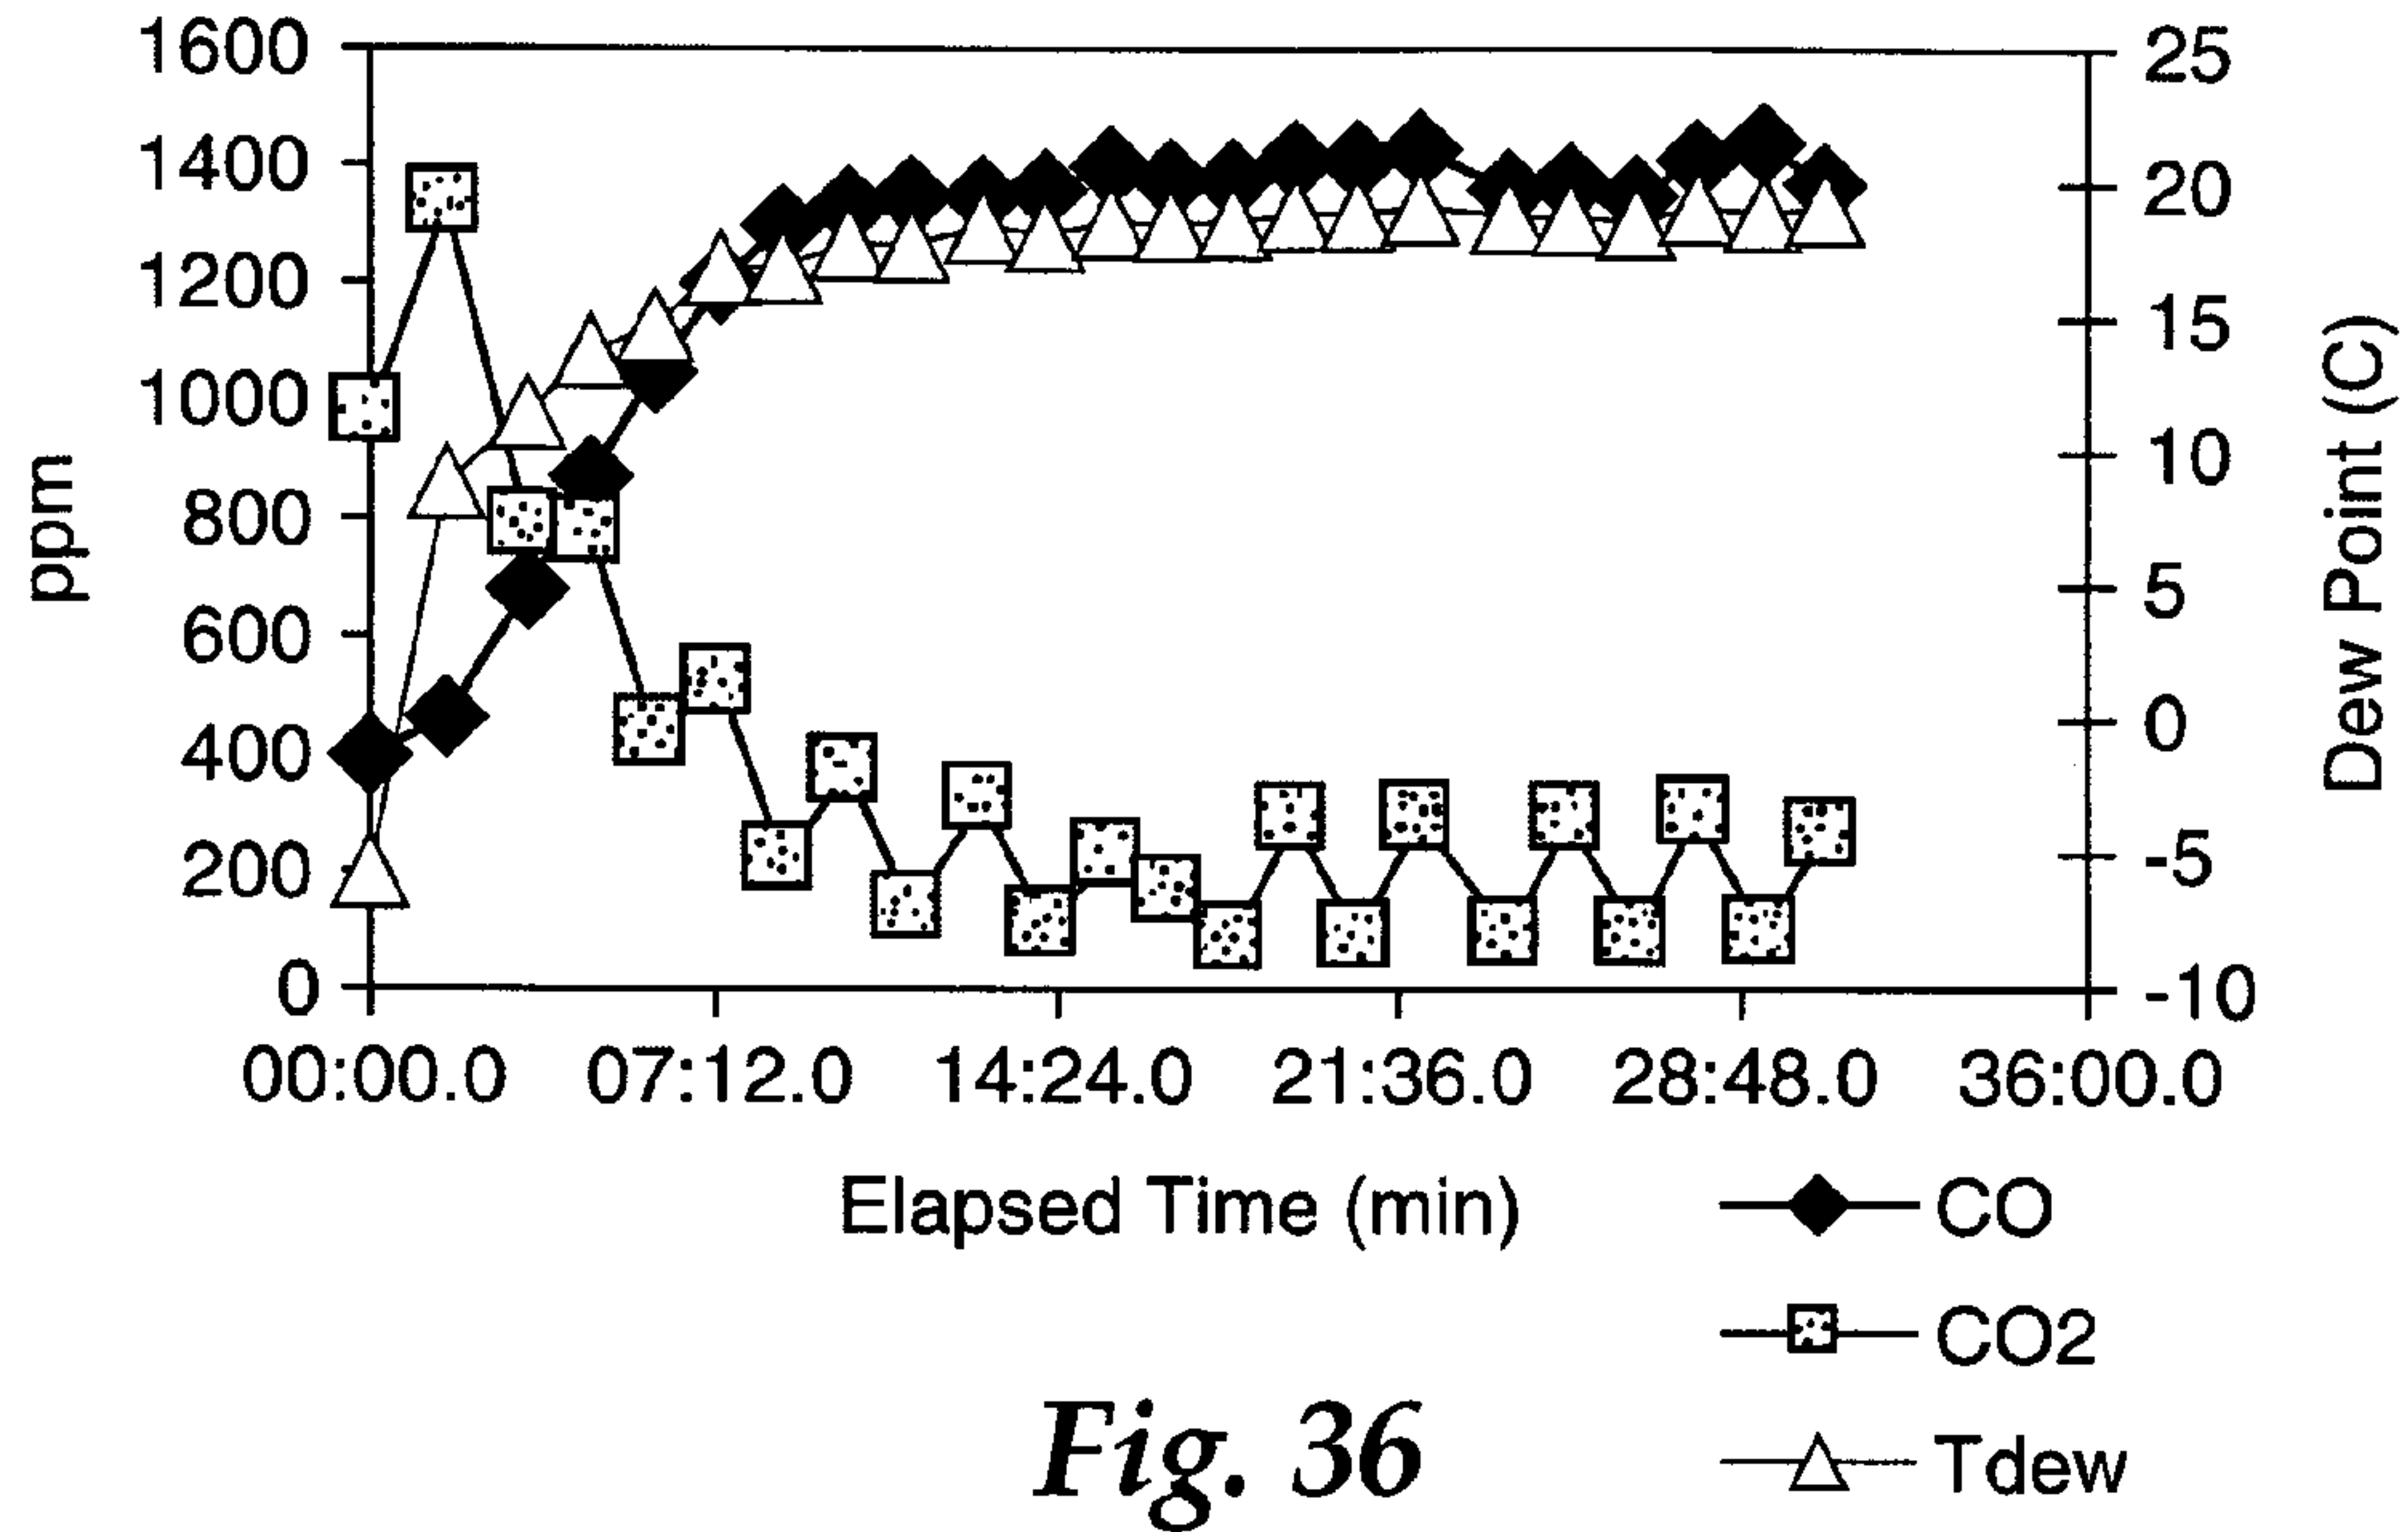 1600
1400
1200
1000
800
600
400
200
0
ppm
25
20
15
10
5
0
-5
-10
Dew Point (C)
00:00.0 07:12.0 14:24.0 21:36.0 28:48.0 36:00.0
Elapsed Time (min)
CO
CO2
Tdew
Fig. 36